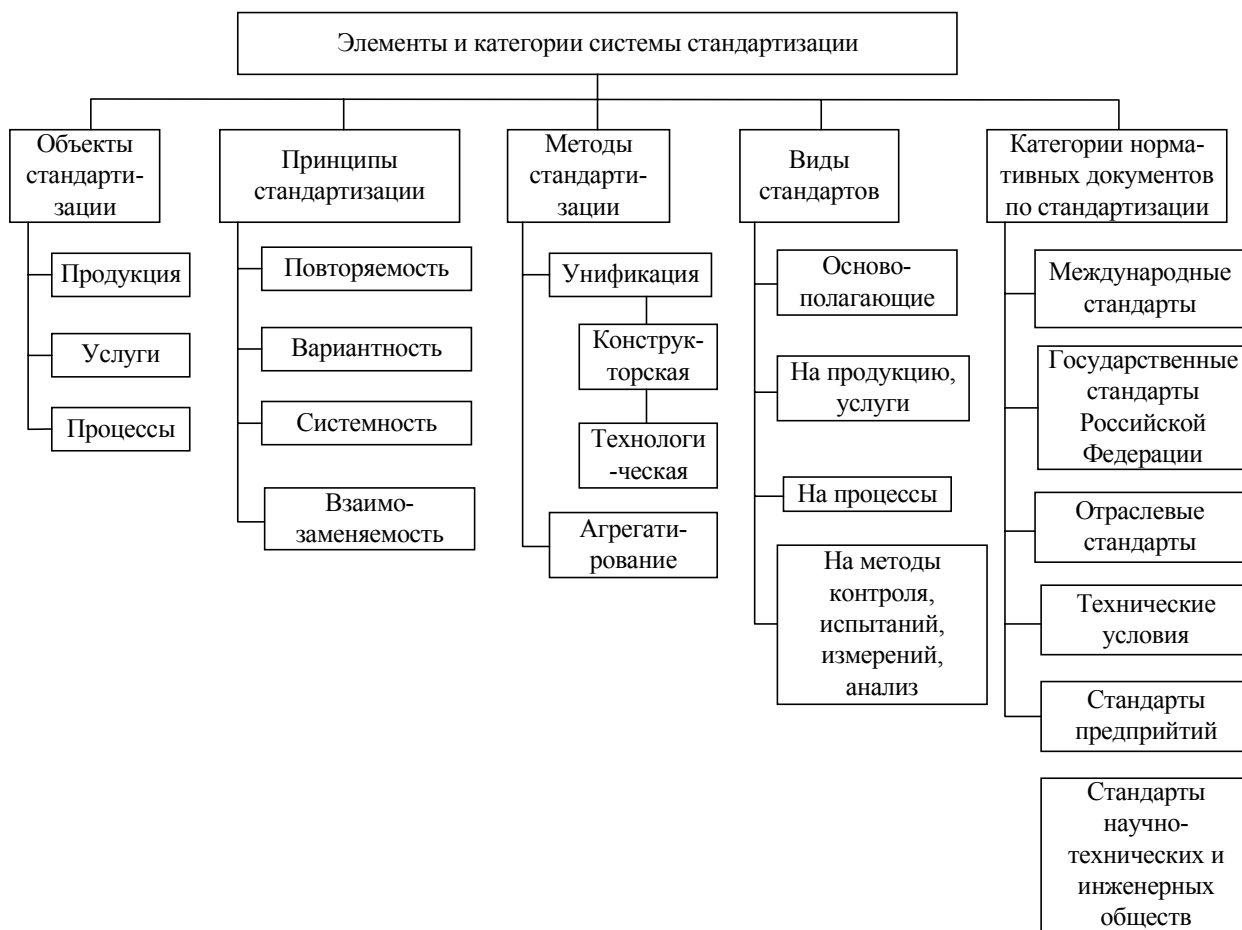 Элементы и категории системы стандартизации
Объекты
стандарти-
зации
Продукция
Услуги
Процессы
Принципы
стандартизации
Повторяемость
Вариантность
Системность
Взаимо-
заменяемость
Методы
стандарти-
зации
Унификация
Конструк-
торская
Технологи
-ческая
Агрегати-
рование
Виды
стандартов
Осново-
полагающие
На продукцию,
услуги
На процессы
На методы
контроля,
испытаний,
измерений,
анализ
Категории норма-
тивных документов
по стандартизации
Международные
стандарты
Государственные
стандарты
Российской
Федерации
Отраслевые
стандарты
Технические
условия
Стандарты
предприйтий
Стандарты
научно-
технических и
инженерных
обществ